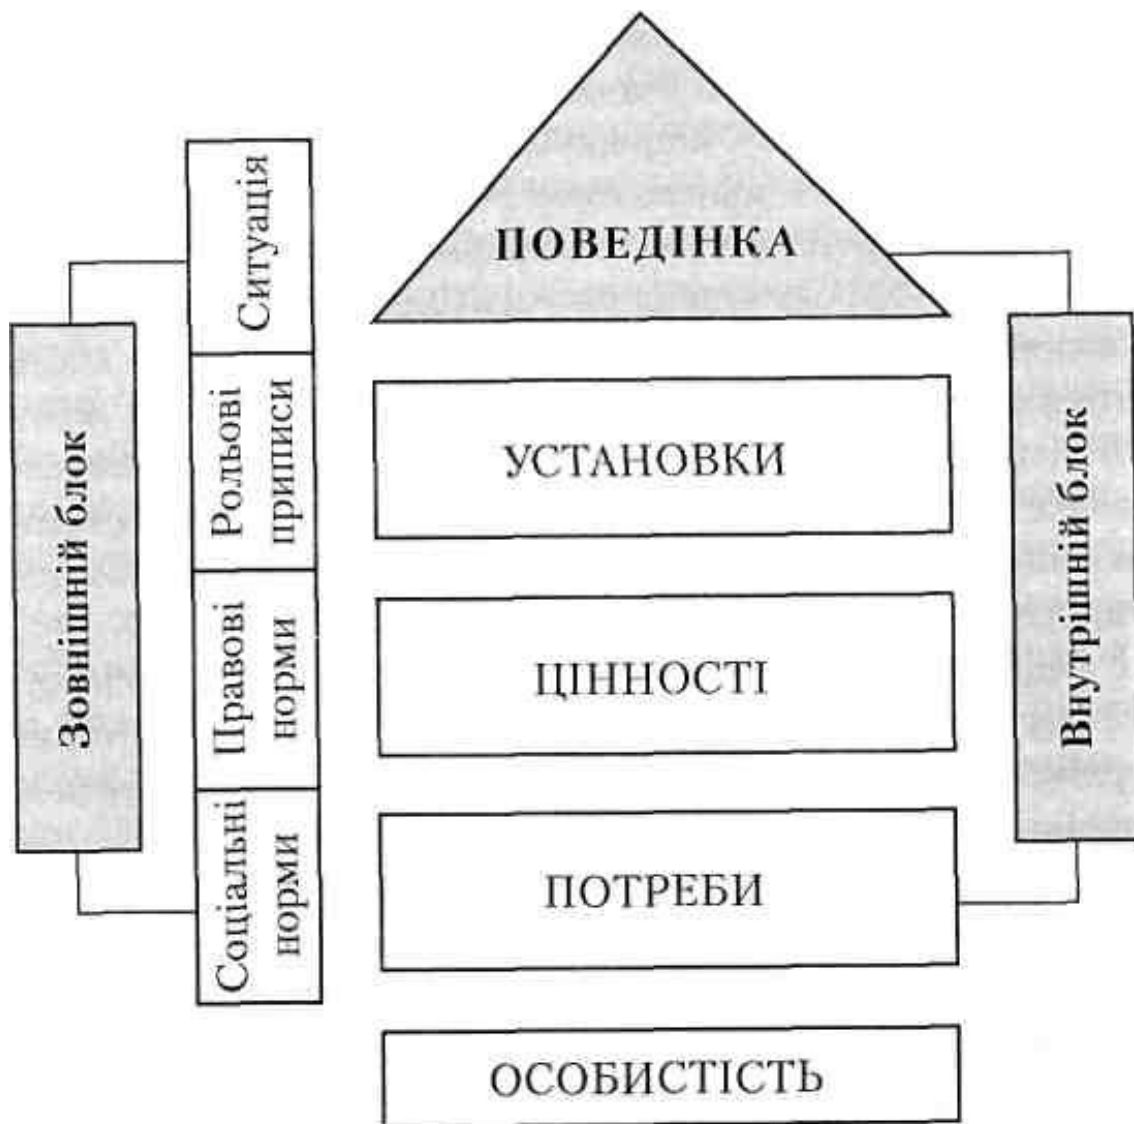 ПОВЕДІНКА
Зовнішній блок
Ситуація
Рольові
приписи
Правові
норми
Соціальні
норми
УСТАНОВКИ
ЦІННОСТІ
ПОТРЕБИ
ОСОБИСТІСТЬ
Внутрішній блок